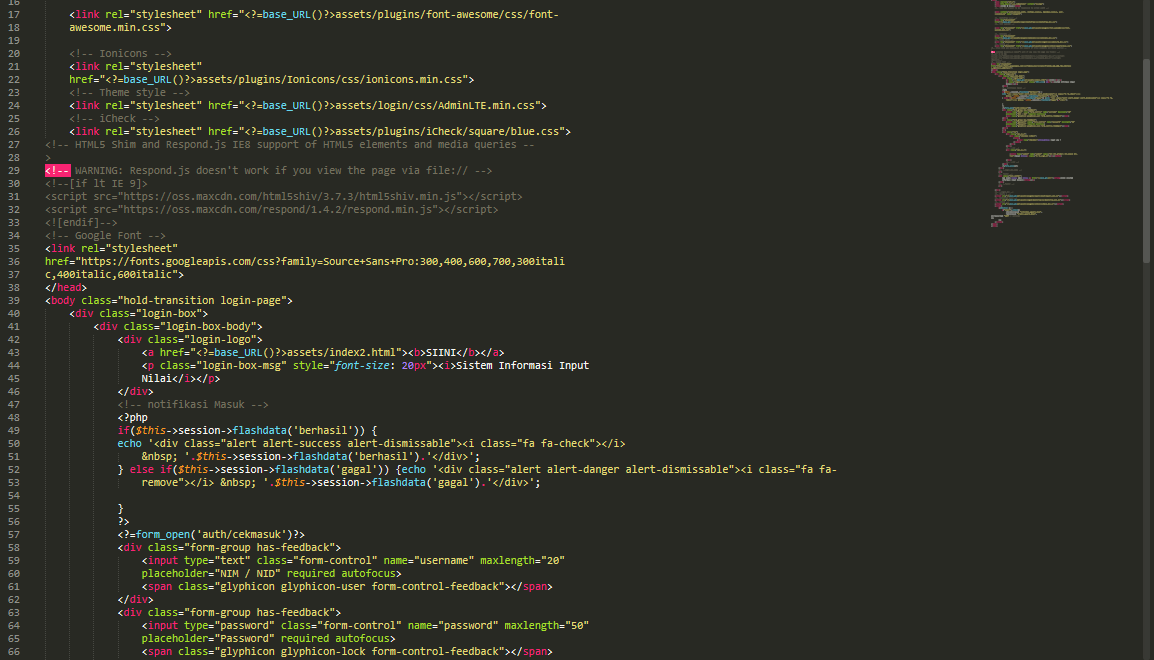 16
17 <link rel="stylesheet" href="<?=base_URL()?>assets/plugins/font-awesome/css/font-
18 awesome.min.css">
19
20 <!-- Ionicons -->
21 <link rel="stylesheet"
22 href="<?=base_URL()?>assets/plugins/Ionicons/css/ionicons.min.css">
23 <!-- Theme style -->
24 <link rel="stylesheet" href="<?=base_URL()?>assets/login/css/AdminLTE.min.css">
25 <!-- iCheck -->
26 <link rel="stylesheet" href="<?=base_URL()?>assets/plugins/iCheck/square/blue.css">
27 <!-- HTML5 Shim and Respond.js IE8 support of HTML5 elements and media queries --
28 >
29 <!-- WARNING: Respond.js doesn't work if you view the page via file:// -->
30 <!--[if lt IE 9]>
31 <script src="https://oss.maxcdn.com/html5shiv/3.7.3/html5shiv.min.js"></script>
32 <script src="https://oss.maxcdn.com/respond/1.4.2/respond.min.js"></script>
33 <![endif]-->
34 <!-- Google Font -->
35 <link rel="stylesheet"
36 href="https://fonts.googleapis.com/css?family=Source+Sans+Pro:300,400,600,700,300itali
37 c,400italic,600italic">
38 </head>
39 <body class="hold-transition login-page">
40 <div class="login-box">
41 <div class="login-box-body">
42 <div class="login-logo">
43 <a href="<?=base_URL()?>assets/index2.html"><b>SIINI</b></a>
44 <p class="login-box-msg" style="font-size: 20px"><i>Sistem Informasi Input
45 Nilai</i></p>
46 </div>
47 <!-- notifikasi Masuk -->
48 <?php
49 if($this->session->flashdata('berhasil')) {
50 echo '<div class="alert alert-success alert-dismissable"><i class="fa fa-check"></i>
51 &nbsp; '.$this->session->flashdata('berhasil').'</div>';
52 } else if($this->session->flashdata('gagal')) {echo '<div class="alert alert-danger alert-dismissable"><i class="fa fa-
53 remove"></i> &nbsp; '.$this->session->flashdata('gagal').'</div>';
54
55 }
56 ?>
57 <?=form_open('auth/cekmasuk')?>
58 <div class="form-group has-feedback">
59 <input type="text" class="form-control" name="username" maxlength="20"
60 placeholder="NIM / NID" required autofocus>
61 <span class="glyphicon glyphicon-user form-control-feedback"></span>
62 </div>
63 <div class="form-group has-feedback">
64 <input type="password" class="form-control" name="password" maxlength="50"
65 placeholder="Password" required autofocus>
66 <span class="glyphicon glyphicon-lock form-control-feedback"></span>